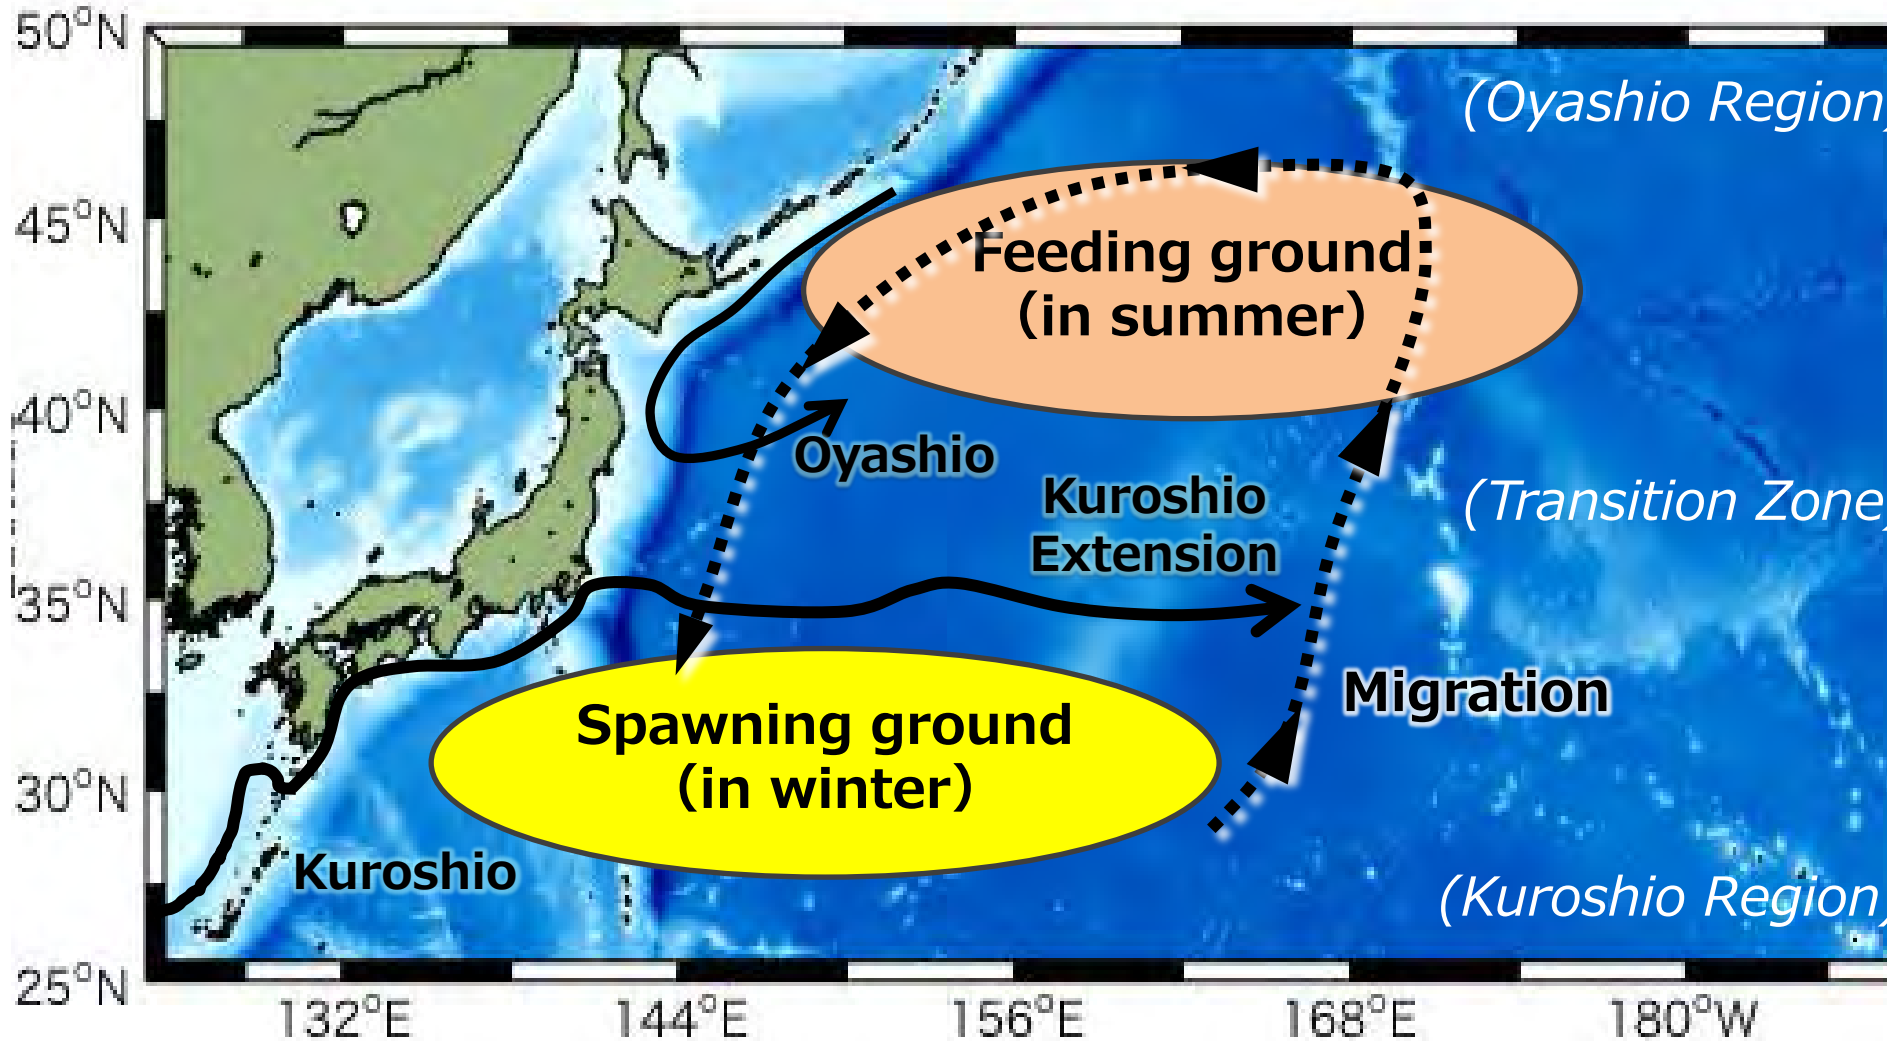 50°N
(Oyashio Region)
45°N
Feeding ground
(in summer)
40°N
Oyashio
Kuroshio
Extension
(Transition Zone)
35°N
Migration
Spawning ground
(in winter)
30°N
Kuroshio
(Kuroshio Region)
25°N
132°E 144°E 156°E 168°E 180°W